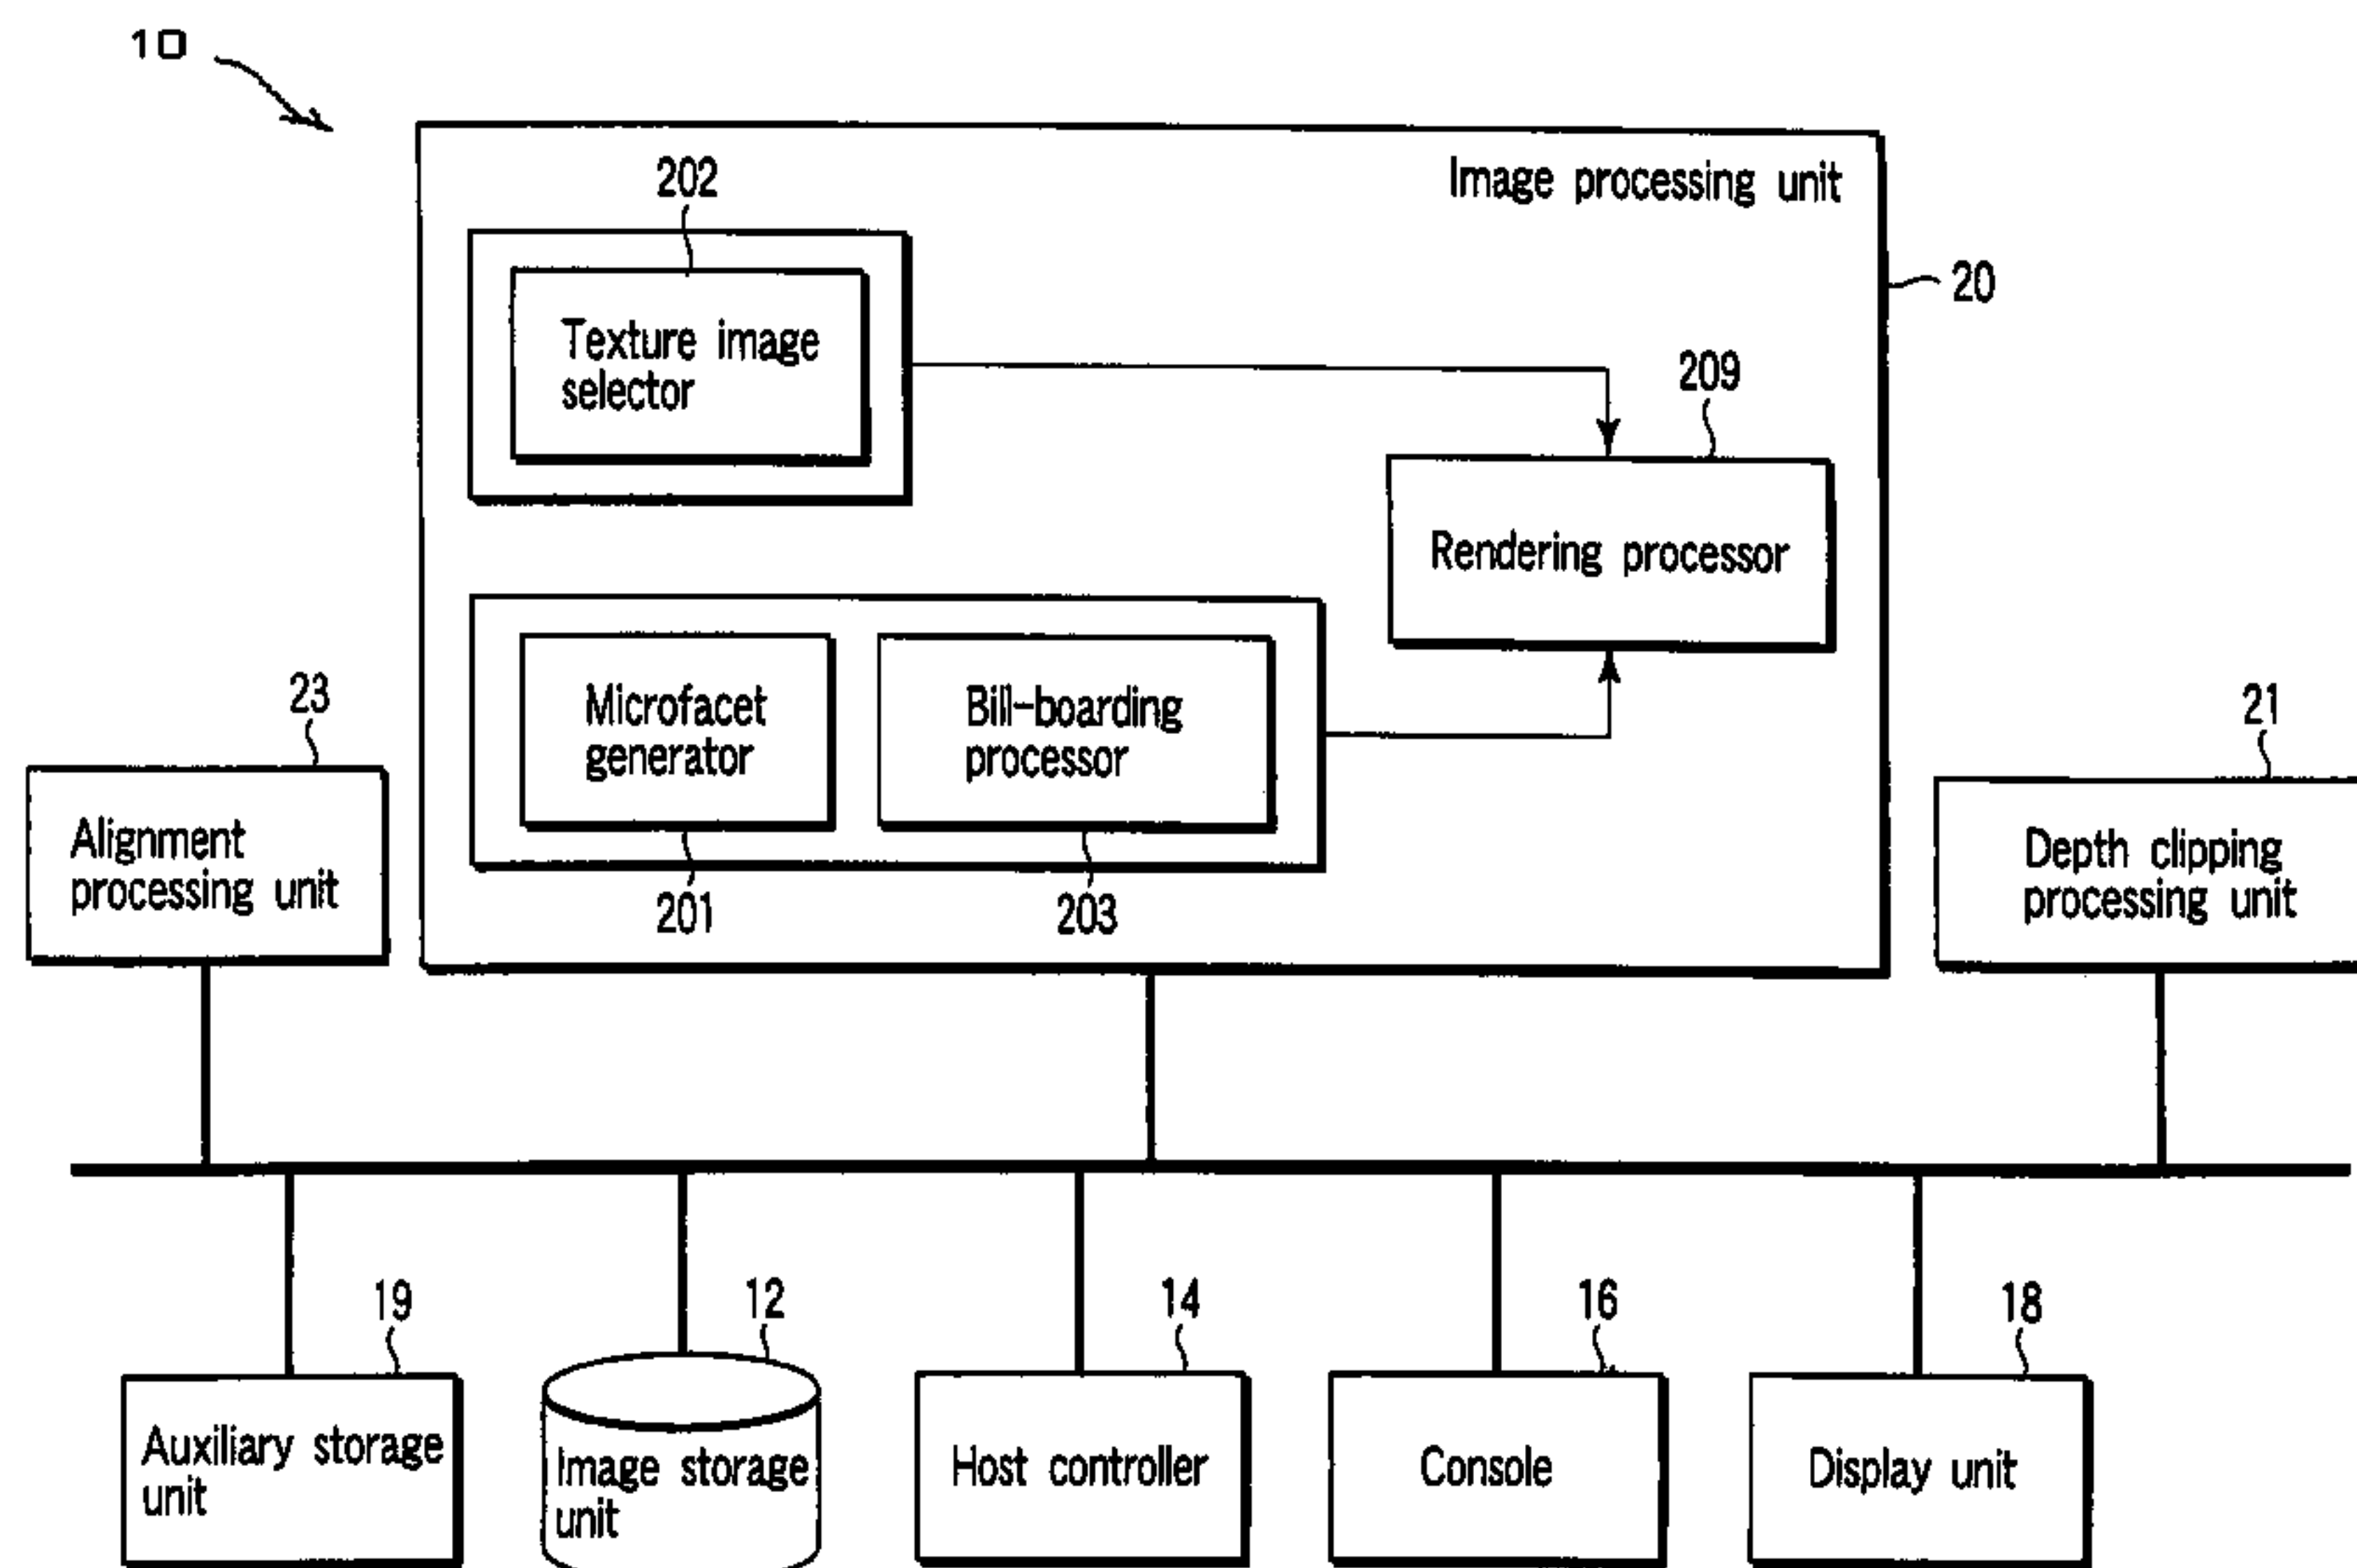 10
202
Image processing unit
20
Texture image
selector
209
Rendering processor
23
Microfacet
generator
Bill-boarding
processor
21
Alignment
processing unit
201
203
Depth clipping
processing unit
19
12
14
16
18
Auxiliary storage
unit
Image storage
unit
Host controller
Console
Display unit